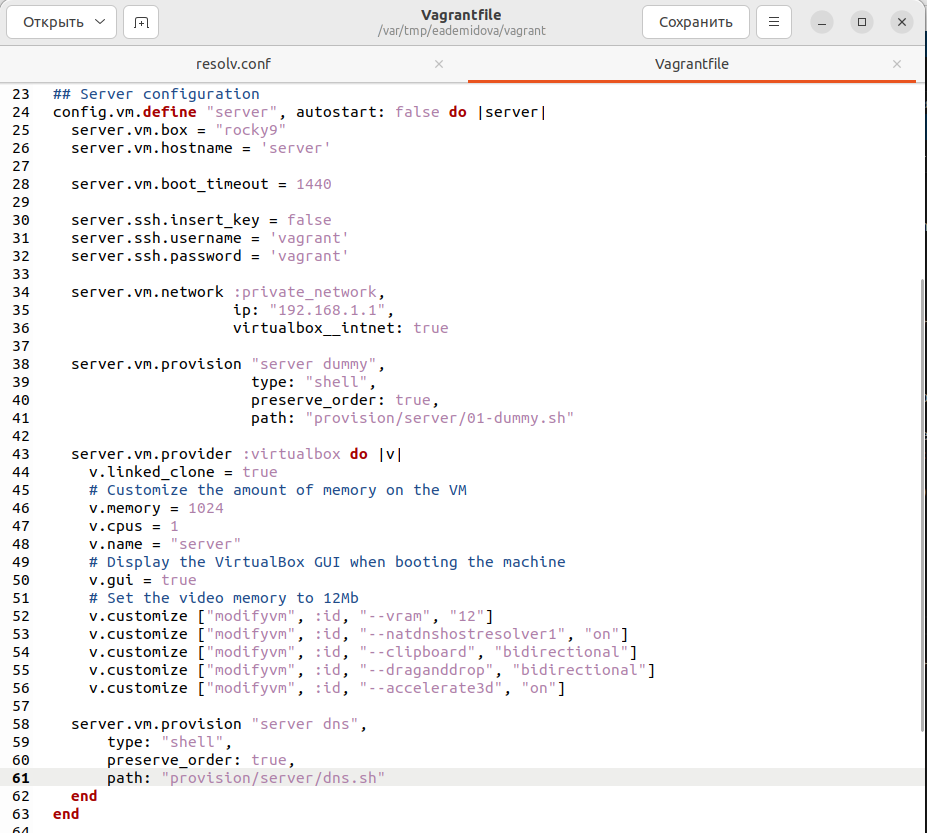 Открыть
Vagrantfile
/var/tmp/eademidova/vagrant
Сохранить
resolv.conf
Vagrantfile
23 ## Server configuration
24 config.vm.define "server", autostart: false do |server|
25 server.vm.box = "rocky9"
26 server.vm.hostname = 'server'
27
28 server.vm.boot_timeout = 1440
29
30 server.ssh.insert_key = false
31 server.ssh.username = 'vagrant'
32 server.ssh.password = 'vagrant'
33
34 server.vm.network :private_network,
35 ip: "192.168.1.1",
36 virtualbox__intnet: true
37
38 server.vm.provision "server dummy",
39 type: "shell",
40 preserve_order: true,
41 path: "provision/server/01-dummy.sh"
42
43 server.vm.provider :virtualbox do |v|
44 v.linked_clone = true
45 # Customize the amount of memory on the VM
46 v.memory = 1024
47 v.cpus = 1
48 v.name = "server"
49 # Display the VirtualBox GUI when booting the machine
50 v.gui = true
51 # Set the video memory to 12Mb
52 v.customize ["modifyvm", :id, "--vram", "12"]
53 v.customize ["modifyvm", :id, "--natdnshostresolver1", "on"]
54 v.customize ["modifyvm", :id, "--clipboard", "bidirectional"]
55 v.customize ["modifyvm", :id, "--draganddrop", "bidirectional"]
56 v.customize ["modifyvm", :id, "--accelerate3d", "on"]
57
58 server.vm.provision "server dns",
59 type: "shell",
60 preserve_order: true,
61 path: "provision/server/dns.sh"
62 end
63 end
64